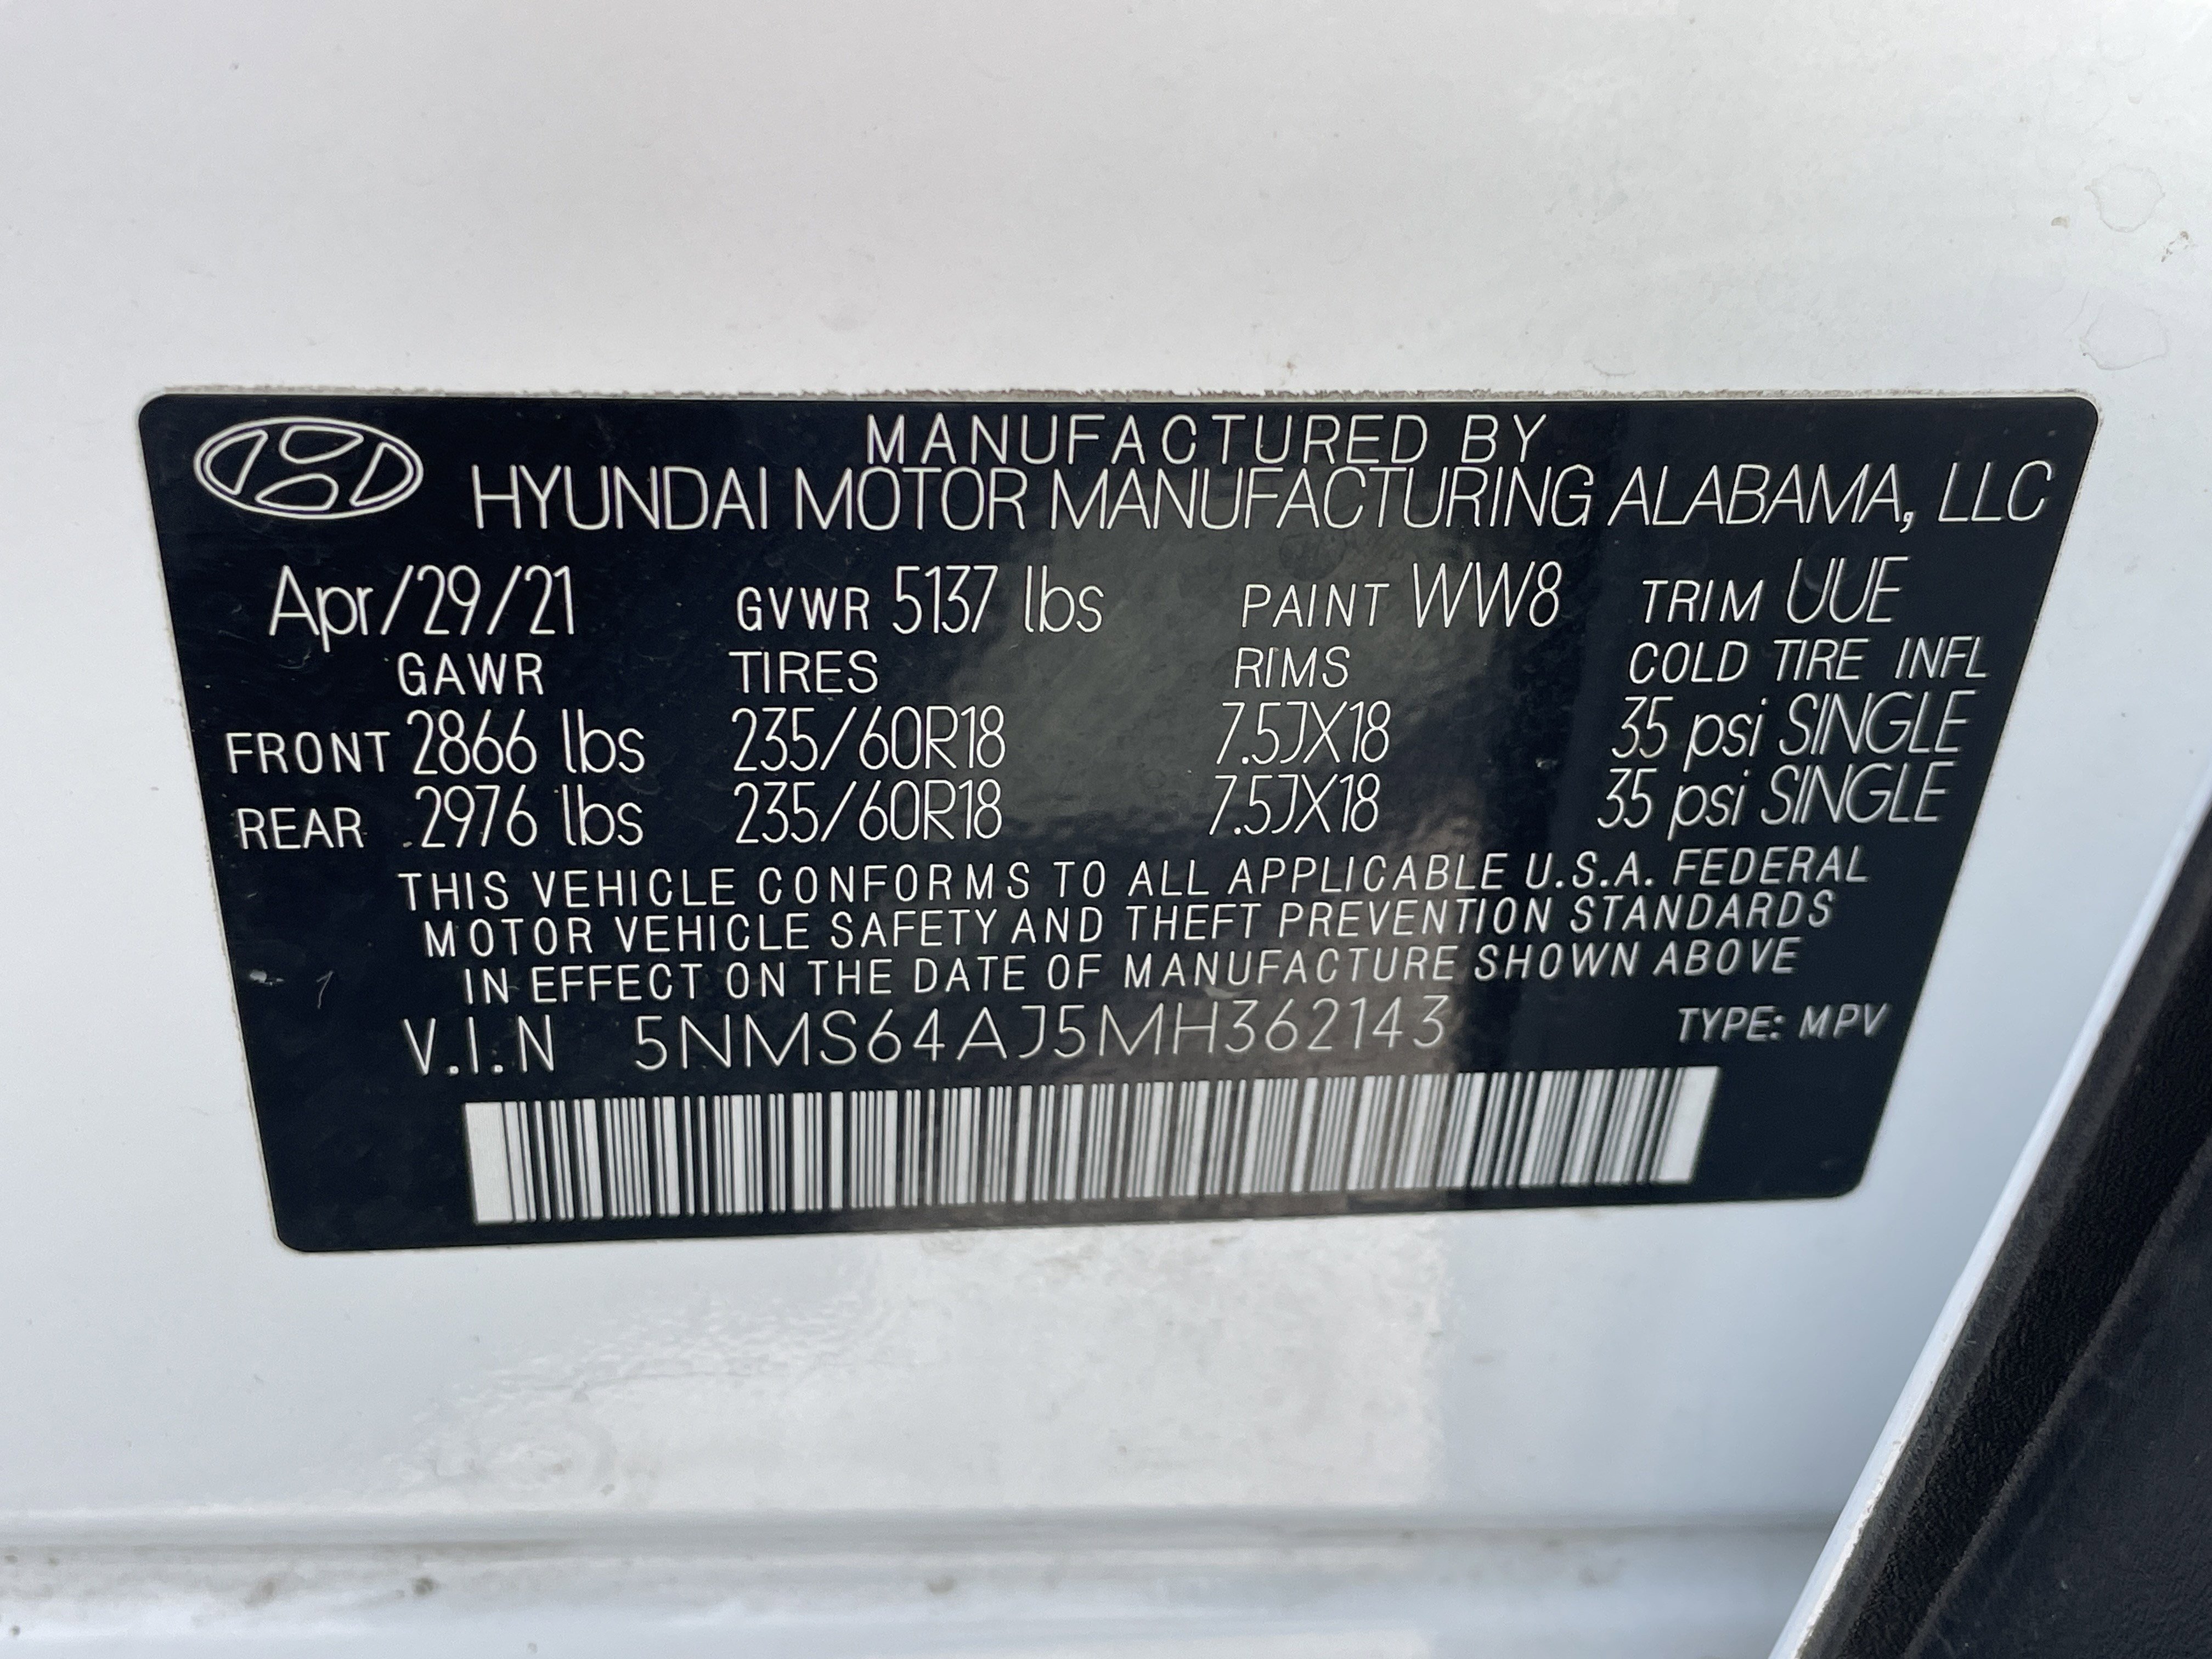 MANUFACTURED BY
HYUNDAI MOTOR MANUFACTURING ALABAMA, LLC
Apr/29/21 GVWR 5137 lbs PAINT WW8 TRIM UUE
GAWR TIRES RIMS COLD TIRE INFL
FRONT 2866 lbs 235/60R18 7.5JX18 35 psi SINGLE
REAR 2976 lbs 235/60R18 7.5JX18 35 psi SINGLE
THIS VEHICLE CONFORMS TO ALL APPLICABLE U.S.A. FEDERAL
MOTOR VEHICLE SAFETY AND THEFT PREVENTION STANDARDS
IN EFFECT ON THE DATE OF MANUFACTURE SHOWN ABOVE
V.I.N 5NMS64AJ5MH362143 TYPE: MPV